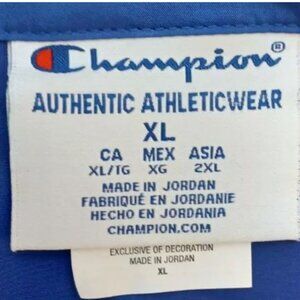 Champion®
AUTHENTIC ATHLETICWEAR
XL
CA MEX ASIA
XL/TG XG 2XL
MADE IN JORDAN
FABRIQUÉ EN JORDANIE
HECHO EN JORDANIA
CHAMPION.COM
EXCLUSIVE OF DECORATION
MADE IN JORDAN
XL